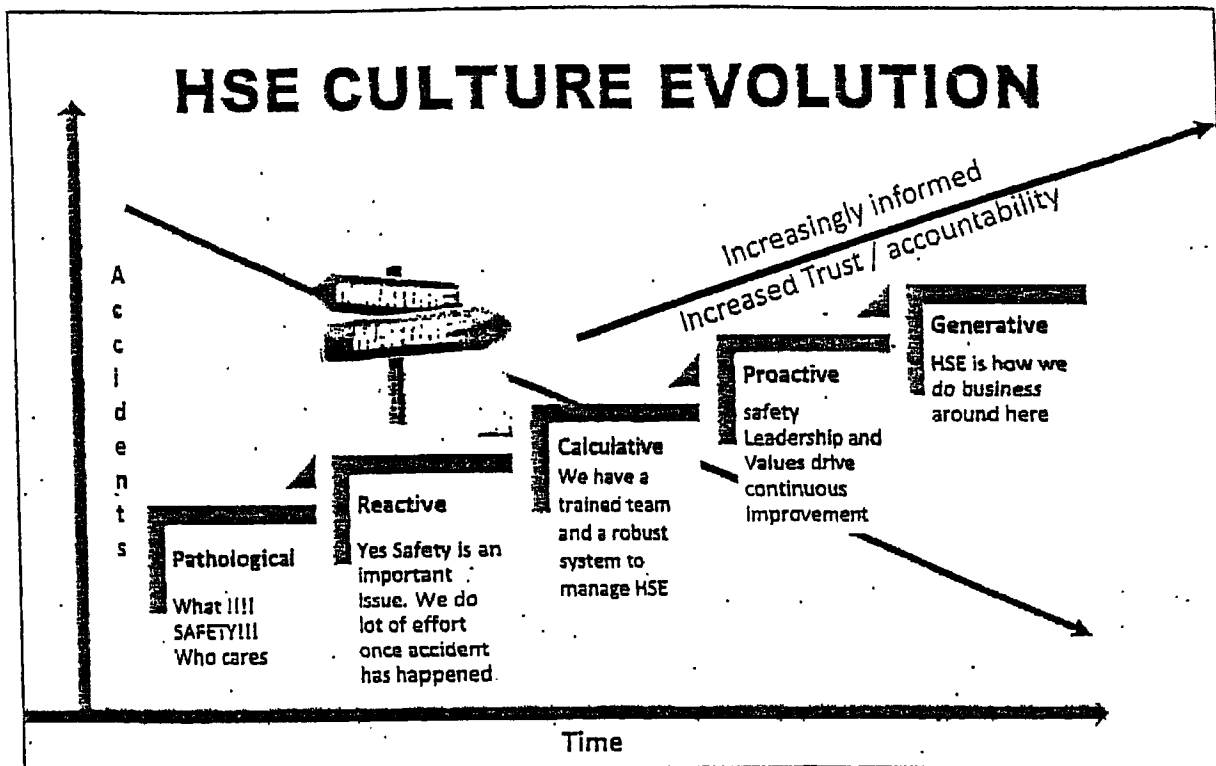 HSE CULTURE EVOLUTION
Increasingly informed
Increased Trust / accountability
Accidents
Pathological
What !!!!
SAFETY!!!
Who cares
Reactive
Yes Safety is an
important
issue. We do
lot of effort
once accident
has happened
Calculative
We have a
trained team
and a robust
system to
manage HSE
Proactive
safety
Leadership and
Values drive
continuous
improvement
Generative
HSE is how we
do business
around here
Time